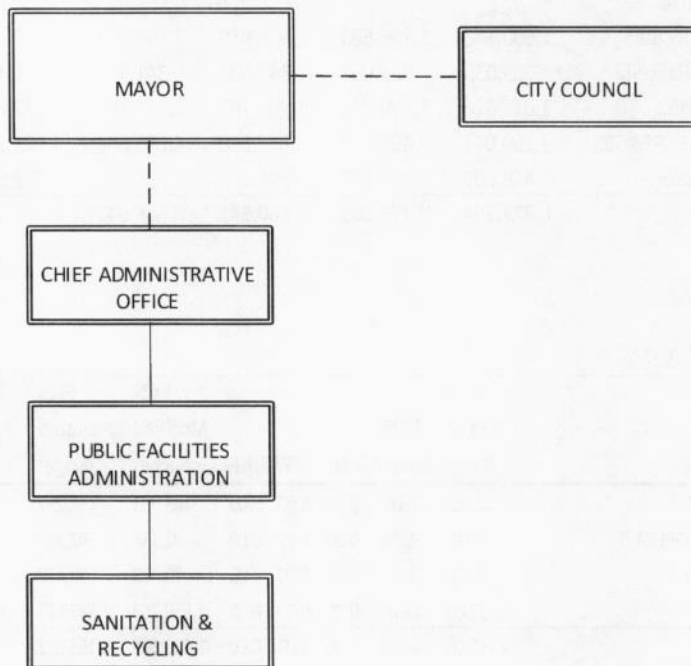 MAYOR
CITY COUNCIL
CHIEF ADMINISTRATIVE
OFFICE
PUBLIC FACILITIES
ADMINISTRATION
SANITATION &
RECYCLING